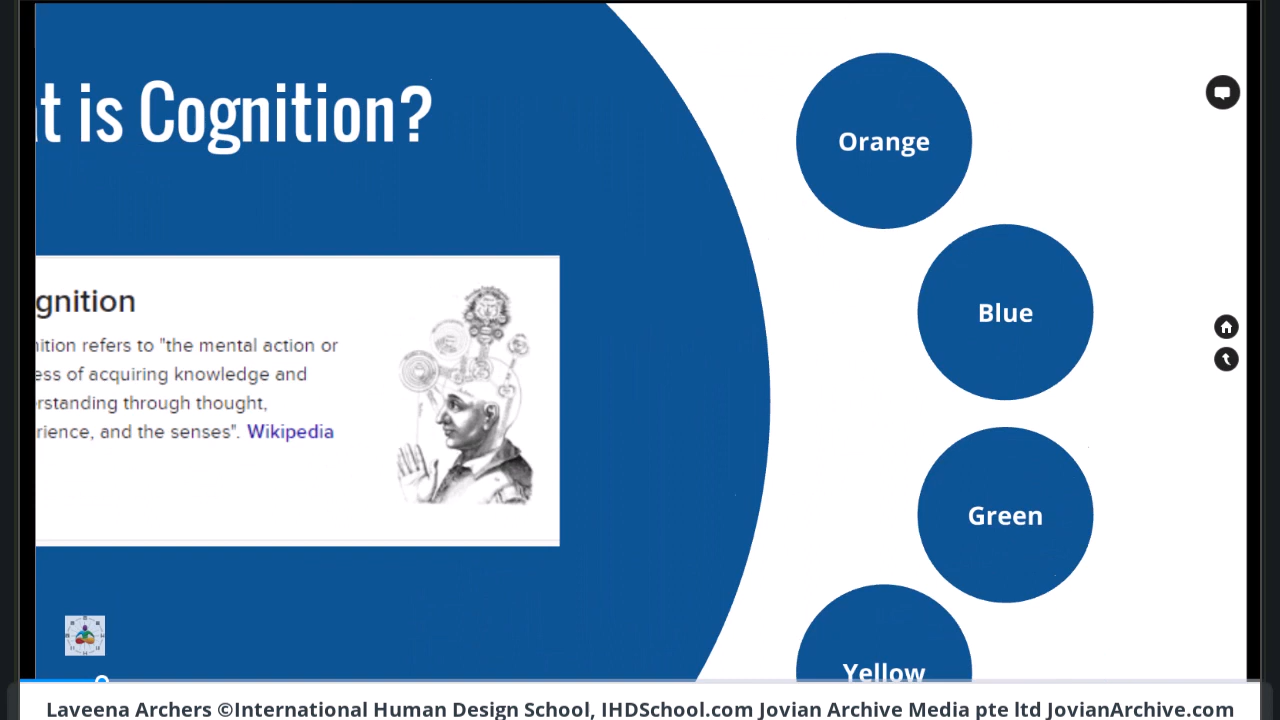 t is Cognition?
gnition
nition refers to "the mental action or
ess of acquiring knowledge and
rstanding through thought,
rience, and the senses". Wikipedia
Orange
Blue
Green
Yellow
Laveena Archers ©International Human Design School, IHDSchool.com Jovian Archive Media pte ltd JovianArchive.com